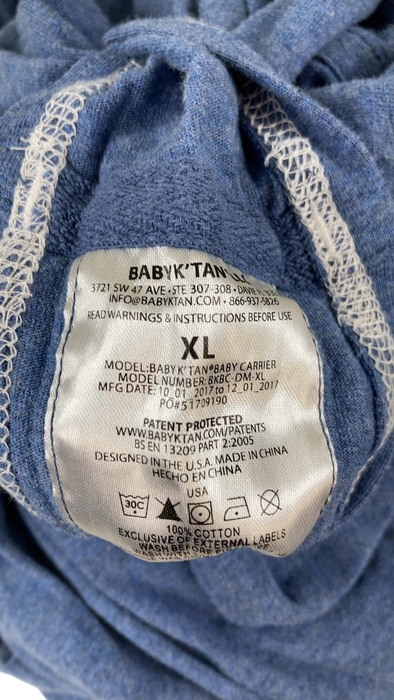 BABY K'TAN
3721 SW 47 AVE • STE 307-308 • DAVIE
INFO@BABYKTAN.COM • 866-937-5826
READ WARNINGS & INSTRUCTIONS BEFORE USE
XL
MODEL:BABY K'TAN® BABY CARRIER
MODEL NUMBER: BKBC-DM-XL
MFG DATE: 10_01_2017 to 12_01_2017
PO#51709190
PATENT PROTECTED
WWW.BABYKTAN.COM/PATENTS
BS EN 13209 PART 2:2005
DESIGNED IN THE U.S.A. MADE IN CHINA
HECHO EN CHINA
USA
30C
100% COTTON
EXCLUSIVE OF EXTERNAL LABELS
WASH BEFORE